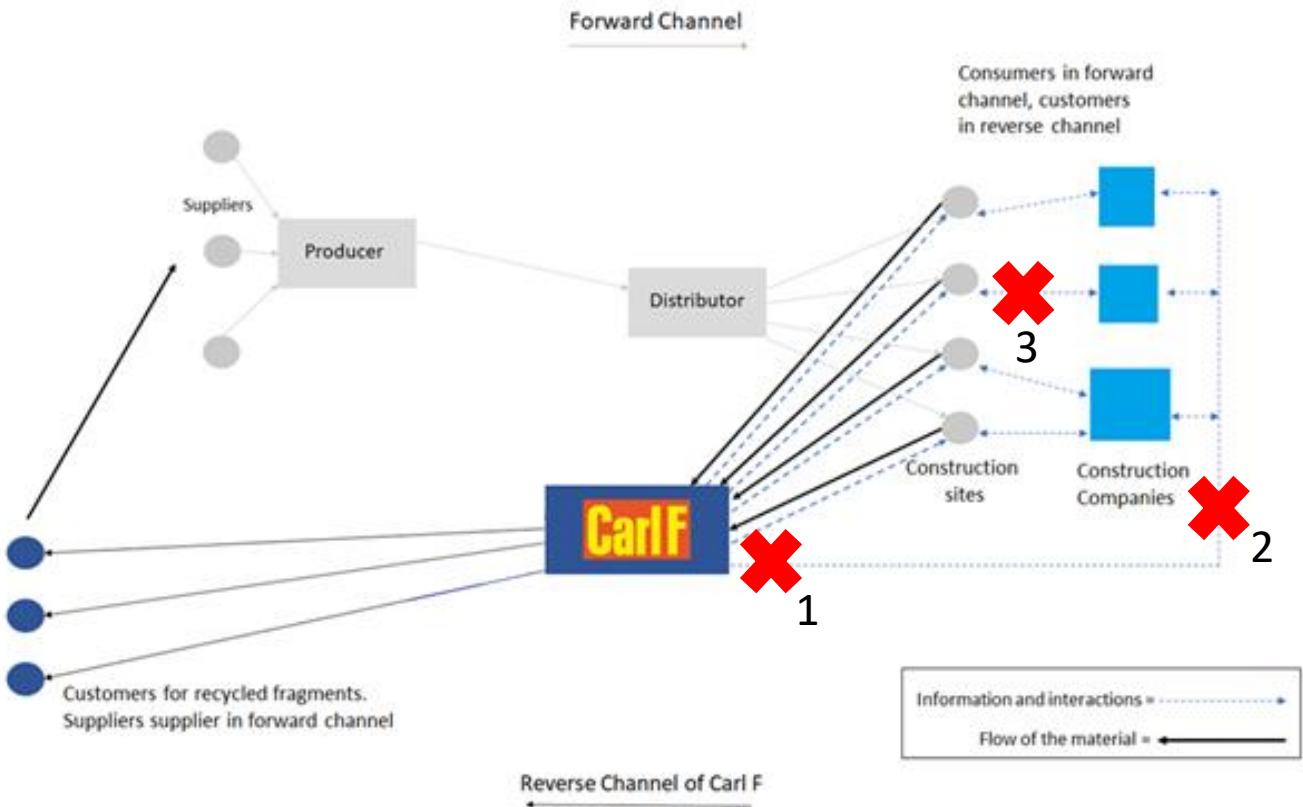 Forward Channel
Consumers in forward
channel, customers
in reverse channel
Suppliers
Producer
Distributor
3
Construction
sites
Construction
Companies
Carl F
2
1
Customers for recycled fragments.
Suppliers supplier in forward channel
Information and interactions =
Flow of the material =
Reverse Channel of Carl F